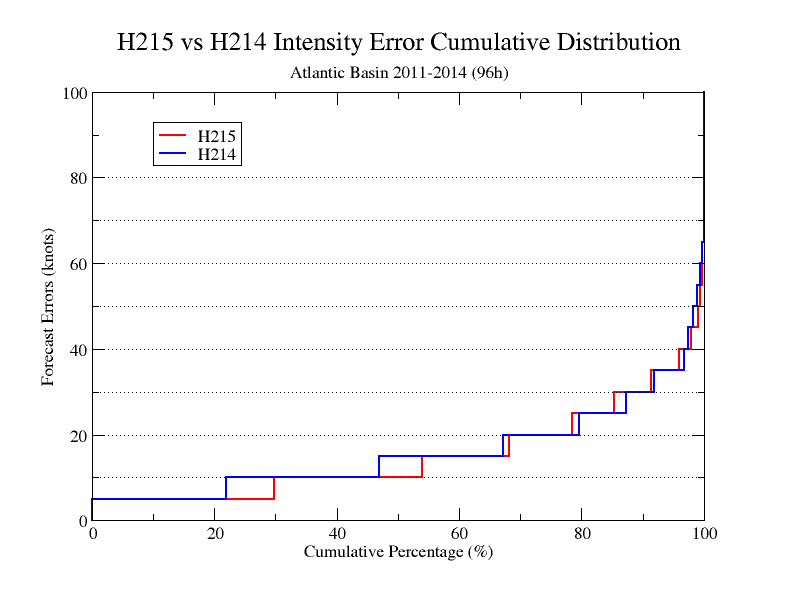 H215 vs H214 Intensity Error Cumulative Distribution
Atlantic Basin 2011-2014 (96h)
100
H215
H214
80
60
40
20
0
Forecast Errors (knots)
0 20 40 60 80 100
Cumulative Percentage (%)